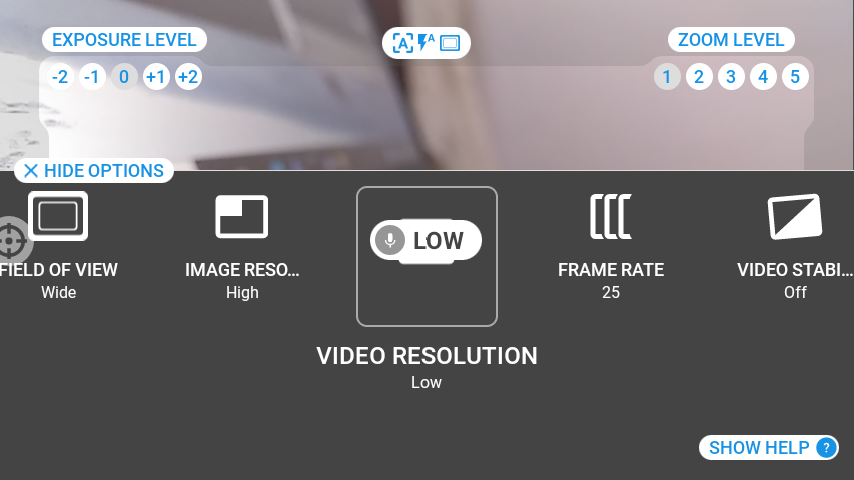 EXPOSURE LEVEL
A A
ZOOM LEVEL
-2 -1 0 +1 +2
1 2 3 4 5
HIDE OPTIONS
LOW
FIELD OF VIEW
Wide
IMAGE RESO...
High
FRAME RATE
25
VIDEO STABI...
Off
VIDEO RESOLUTION
Low
SHOW HELP ?